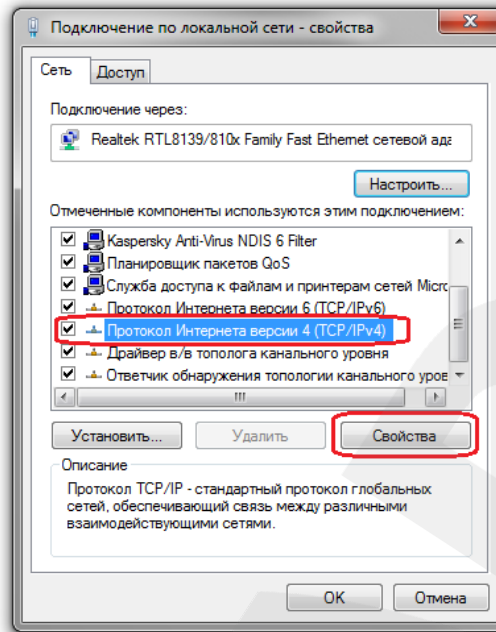 Подключение по локальной сети - свойства
Сеть Доступ
Подключение через:
Realtek RTL8139/810x Family Fast Ethernet сетевой ада
Настроить...
Отмеченные компоненты используются этим подключением:
Kaspersky Anti-Virus NDIS 6 Filter
Планировщик пакетов QoS
Служба доступа к файлам и принтерам сетей Micro
Протокол Интернета версии 6 (TCP/IPv6)
Протокол Интернета версии 4 (TCP/IPv4)
Драйвер в/в тополога канального уровня
Ответчик обнаружения топологии канального уров
Установить... Удалить Свойства
Описание
Протокол TCP/IP - стандартный протокол глобальных
сетей, обеспечивающий связь между различными
взаимодействующими сетями.
OK Отмена